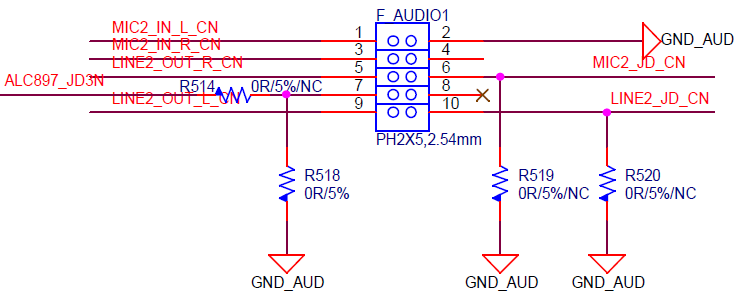 F_AUDIO1
MIC2_IN_L_CN 1 2 GND_AUD
MIC2_IN_R_CN 3 4
LINE2_OUT_R_CN 5 6 MIC2_JD_CN
ALC897_JD3N R514 0R/5%/NC 7 8
LINE2_OUT_L_CN 9 10 LINE2_JD_CN
PH2X5,2.54mm
R518 R519 R520
0R/5% 0R/5%/NC 0R/5%/NC
GND_AUD GND_AUD GND_AUD